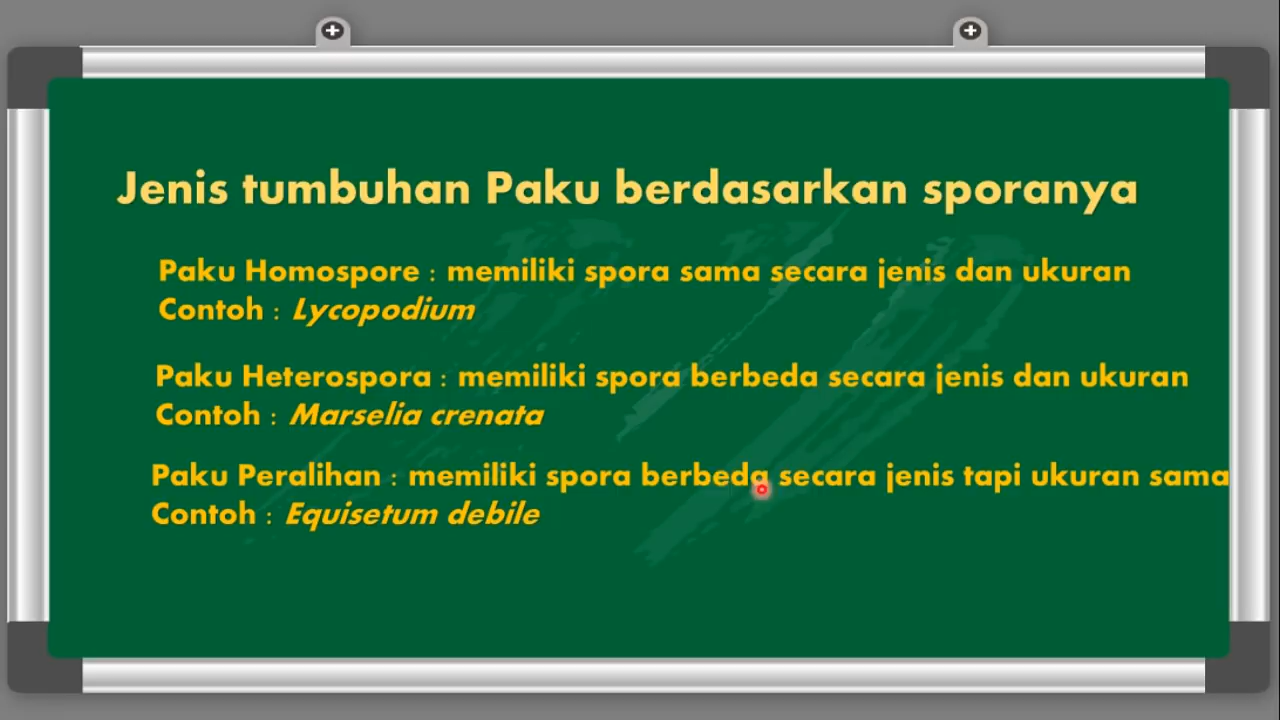 Jenis tumbuhan Paku berdasarkan sporanya
Paku Homospore : memiliki spora sama secara jenis dan ukuran
Contoh : Lycopodium
Paku Heterospora : memiliki spora berbeda secara jenis dan ukuran
Contoh : Marselia crenata
Paku Peralihan : memiliki spora berbeda secara jenis tapi ukuran sama
Contoh : Equisetum debile